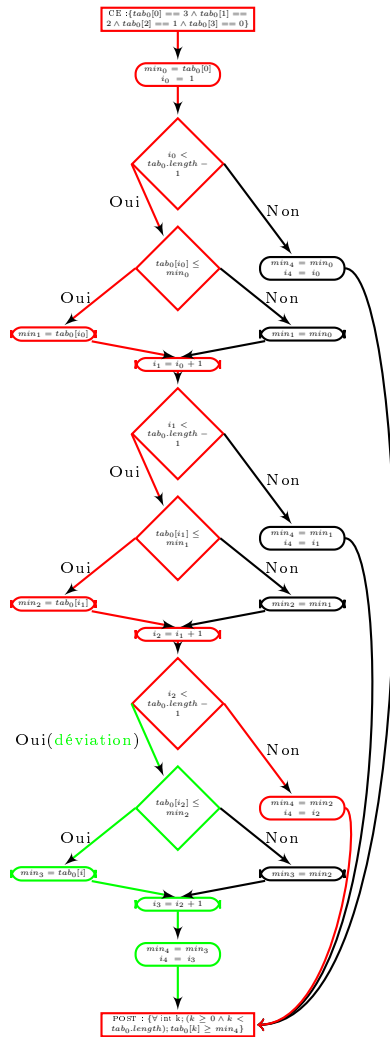 CE :{tab₀[0] == 3 ∧ tab₀[1] ==
2 ∧ tab₀[2] == 1 ∧ tab₀[3] == 0}
min₀ = tab₀[0]
i₀ = 1
i₀ <
tab₀.length −
1
Oui
Non
tab₀[i₀] ≤
min₀
min₄ = min₀
i₄ = i₀
Oui
Non
min₁ = tab₀[i₀]
min₁ = min₀
i₁ = i₀ + 1
i₁ <
tab₀.length −
1
Oui
Non
tab₀[i₁] ≤
min₁
min₄ = min₁
i₄ = i₁
Oui
Non
min₂ = tab₀[i₁]
min₂ = min₁
i₂ = i₁ + 1
i₂ <
tab₀.length −
1
Oui(déviation)
Non
tab₀[i₂] ≤
min₂
min₄ = min₂
i₄ = i₂
Oui
Non
min₃ = tab₀[i]
min₃ = min₂
i₃ = i₂ + 1
min₄ = min₃
i₄ = i₃
POST : {∀ int k; (k ≥ 0 ∧ k <
tab₀.length); tab₀[k] ≥ min₄}